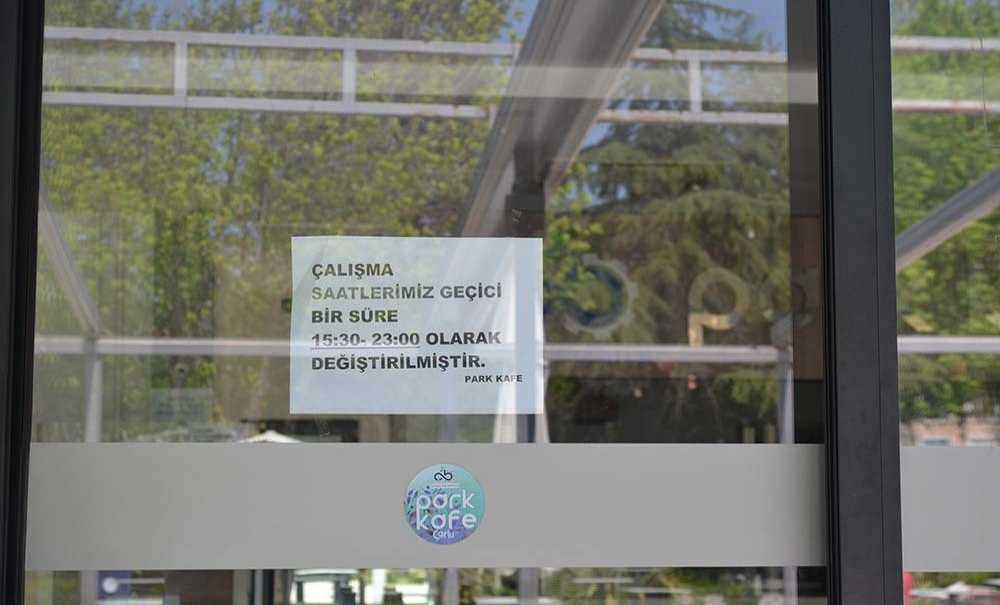 ÇALIŞMA
SAATLERİMİZ GEÇİCİ
BİR SÜRE
15:30- 23:00 OLARAK
DEĞİŞTİRİLMİŞTİR.
PARK KAFE
park
kafe
Çorlu